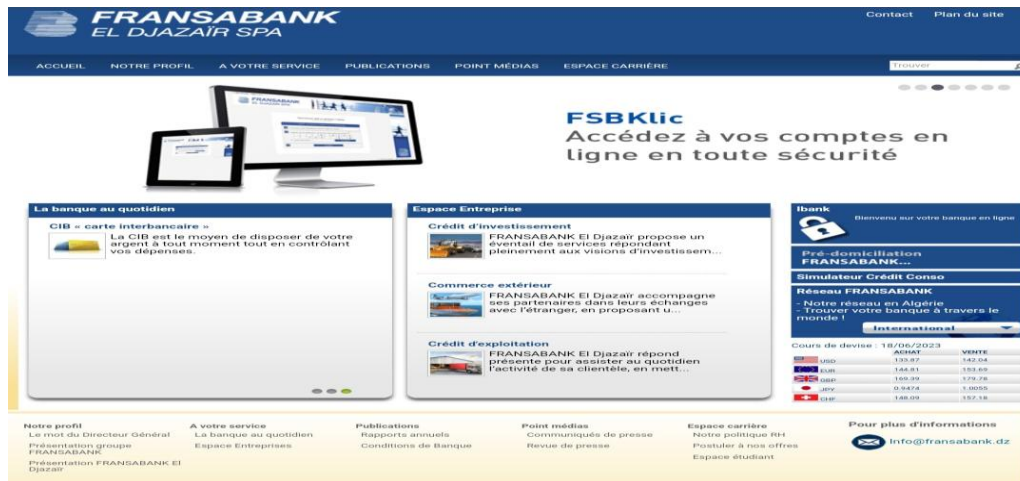 FRANSABANK
EL DJAZAÏR SPA
Contact Plan du site
ACCUEIL NOTRE PROFIL A VOTRE SERVICE PUBLICATIONS POINT MÉDIAS ESPACE CARRIÈRE
Trouver
FRANSABANK
FSBKlic
Accédez à vos comptes en
ligne en toute sécurité
La banque au quotidien
CIB « carte interbancaire »
La CIB est le moyen de disposer de votre
argent à tout moment tout en contrôlant
vos dépenses.
Espace Entreprise
Crédit d'investissement
FRANSABANK El Djazaïr propose un
éventail de services répondant
pleinement aux visions d'investissem...
Commerce extérieur
FRANSABANK El Djazaïr accompagne
ses partenaires dans leurs échanges
avec l'étranger, en proposant u...
Crédit d'exploitation
FRANSABANK El Djazaïr répond
présente pour assister au quotidien
l'activité de sa clientèle, en mett...
Ibank
Bienvenu sur votre banque en ligne
Pré-domiciliation
FRANSABANK...
Simulateur Crédit Conso
Réseau FRANSABANK
- Notre réseau en Algérie
- Trouver votre banque à travers le
monde !
International
Cours de devise : 18/06/2023
ACHAT VENTE
USD 133.87 142.04
EUR 144.81 153.69
GBP 169.39 179.78
JPY 0.9474 1.0055
CHF 148.09 157.18
Notre profil
Le mot du Directeur Général
Présentation groupe
FRANSABANK
Présentation FRANSABANK El
Djazaïr
A votre service
La banque au quotidien
Espace Entreprises
Publications
Rapports annuels
Conditions de Banque
Point médias
Communiqués de presse
Revue de presse
Espace carrière
Notre politique RH
Postuler à nos offres
Espace étudiant
Pour plus d'informations
Info@fransabank.dz